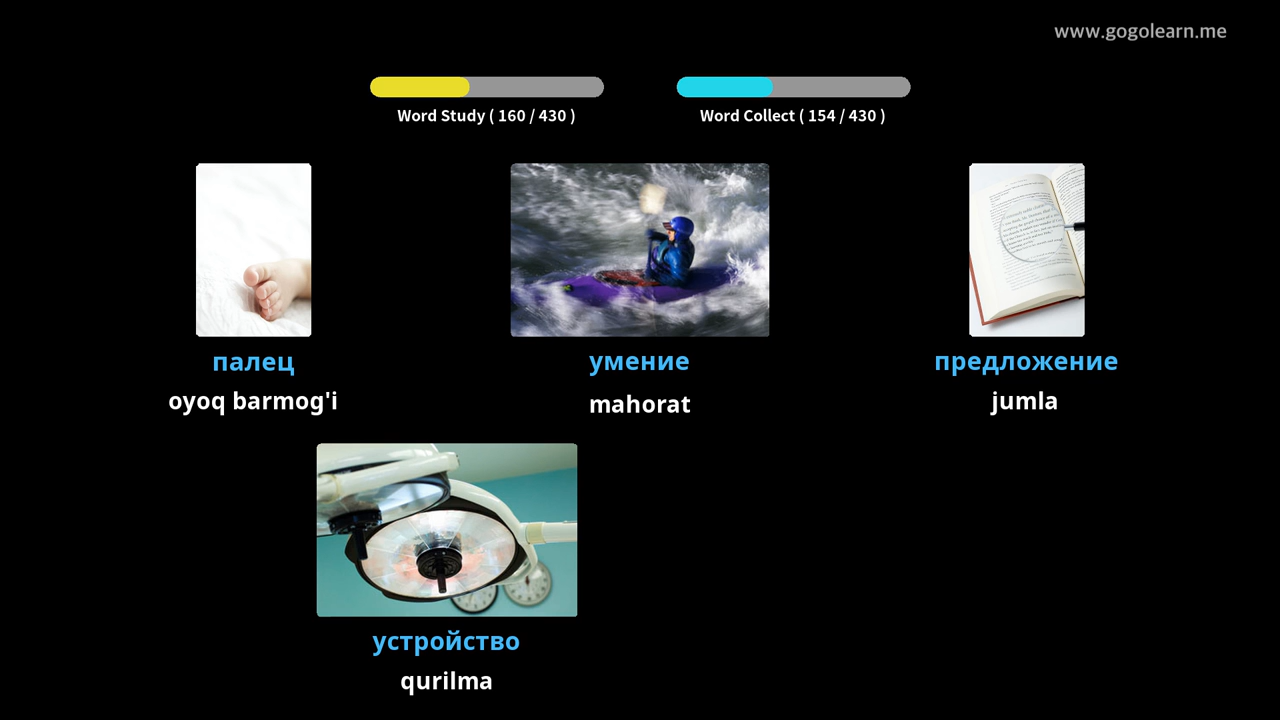 www.gogolearn.me
Word Study ( 160 / 430 )
Word Collect ( 154 / 430 )
палец
умение
предложение
oyoq barmog'i
mahorat
jumla
устройство
qurilma